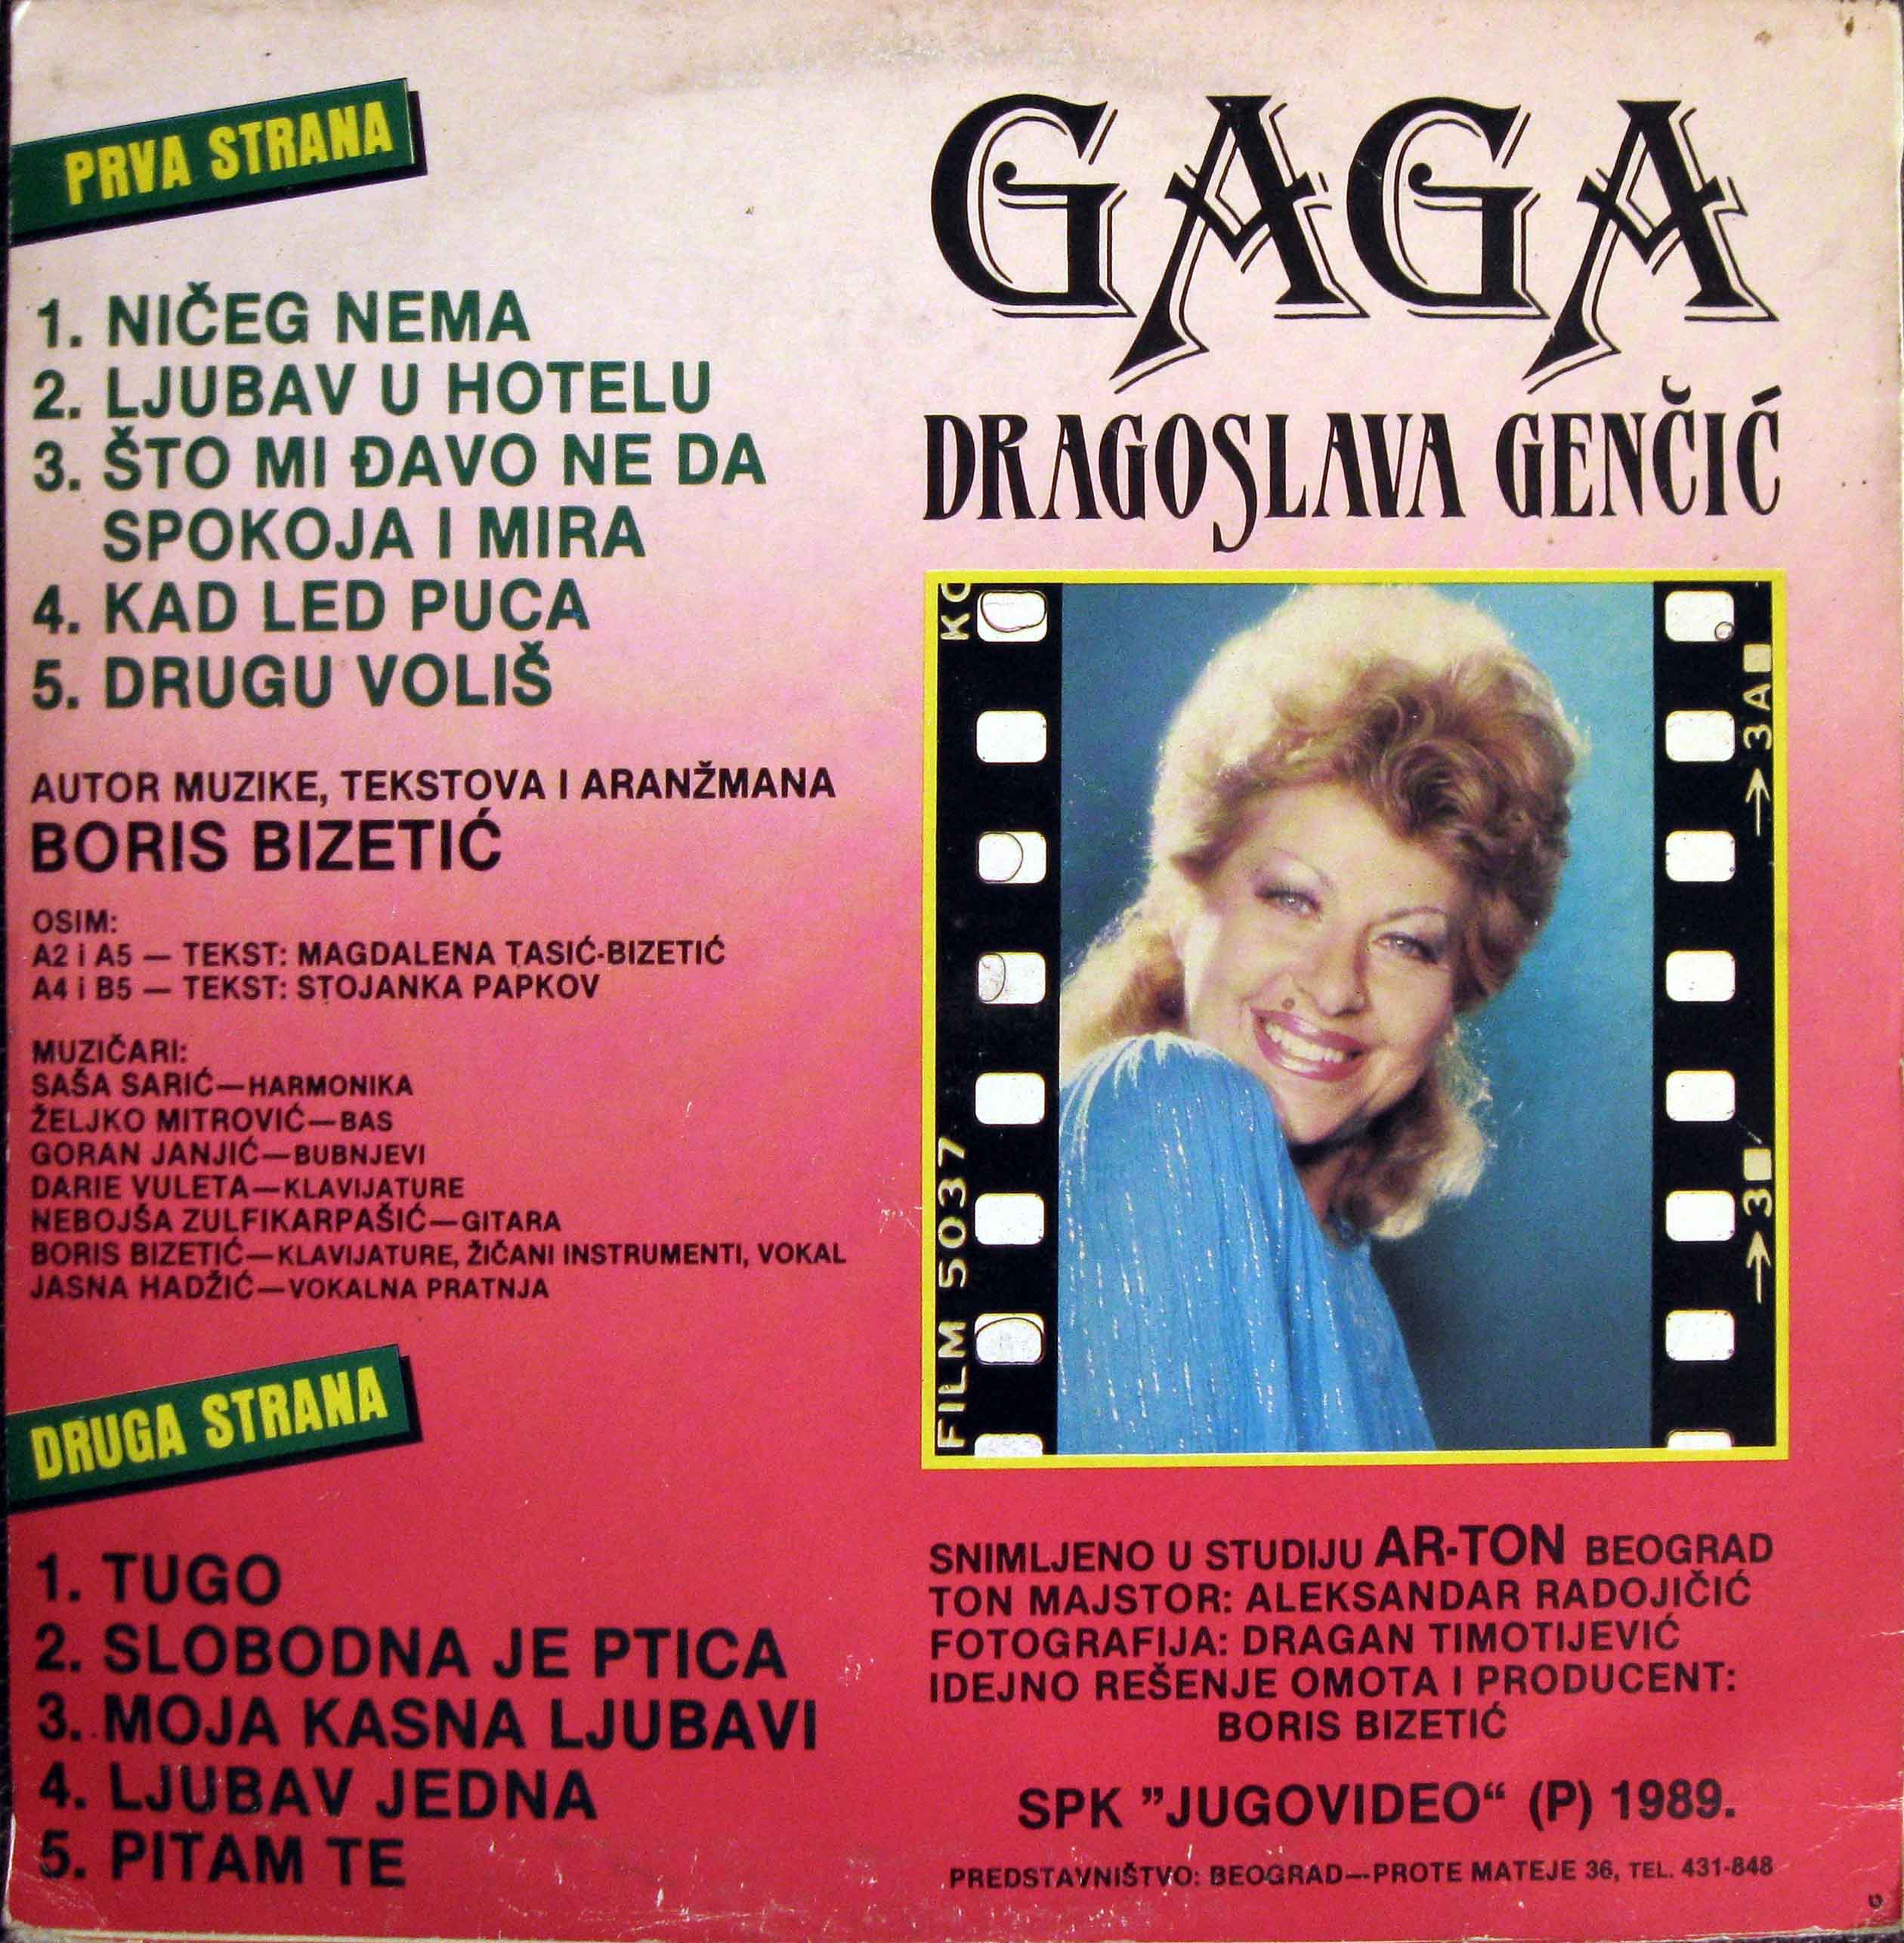 PRVA STRANA
1. NIČEG NEMA
2. LJUBAV U HOTELU
3. ŠTO MI ĐAVO NE DA
SPOKOJA I MIRA
4. KAD LED PUCA
5. DRUGU VOLIŠ
AUTOR MUZIKE, TEKSTOVA I ARANŽMANA
BORIS BIZETIĆ
OSIM:
A2 i A5 — TEKST: MAGDALENA TASIĆ-BIZETIĆ
A4 i B5 — TEKST: STOJANKA PAPKOV
MUZIČARI:
SAŠA SARIĆ—HARMONIKA
ŽELJKO MITROVIĆ—BAS
GORAN JANJIĆ—BUBNJEVI
DARIE VULETA—KLAVIJATURE
NEBOJŠA ZULFIKARPAŠIĆ—GITARA
BORIS BIZETIĆ—KLAVIJATURE, ŽIČANI INSTRUMENTI, VOKAL
JASNA HADŽIĆ—VOKALNA PRATNJA
DRUGA STRANA
1. TUGO
2. SLOBODNA JE PTICA
3. MOJA KASNA LJUBAVI
4. LJUBAV JEDNA
5. PITAM TE
GAGA
DRAGOSLAVA GENČIĆ
KO
FILM 5037
→3A
→3
SNIMLJENO U STUDIJU AR-TON BEOGRAD
TON MAJSTOR: ALEKSANDAR RADOJIČIĆ
FOTOGRAFIJA: DRAGAN TIMOTIJEVIĆ
IDEJNO REŠENJE OMOTA I PRODUCENT:
BORIS BIZETIĆ
SPK ”JUGOVIDEO“ (P) 1989.
PREDSTAVNIŠTVO: BEOGRAD—PROTE MATEJE 36, TEL. 431-848